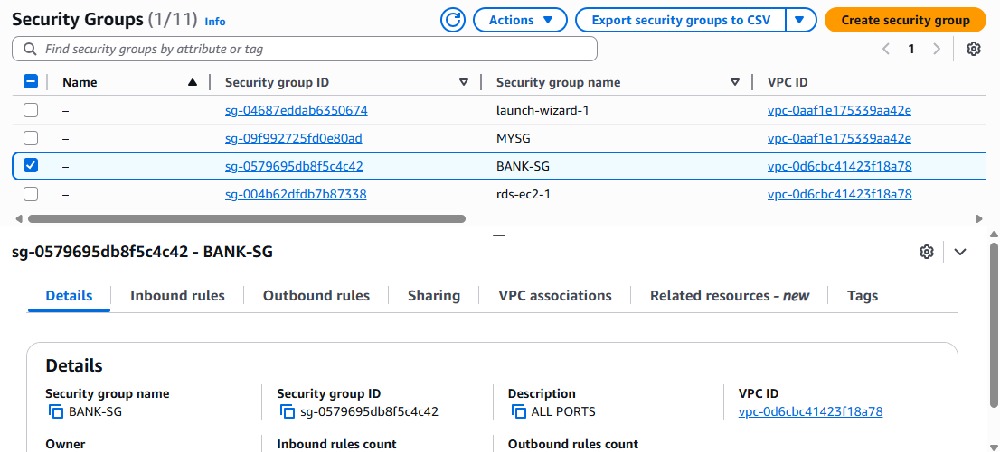 Security Groups (1/11) Info Actions Export security groups to CSV Create security group
Find security groups by attribute or tag 1
Name Security group ID Security group name VPC ID
– sg-04687eddab6350674 launch-wizard-1 vpc-0aaf1e175339aa42e
– sg-09f992725fd0e80ad MYSG vpc-0aaf1e175339aa42e
– sg-0579695db8f5c4c42 BANK-SG vpc-0d6cbc41423f18a78
– sg-004b62dfdb7b87338 rds-ec2-1 vpc-0d6cbc41423f18a78
sg-0579695db8f5c4c42 - BANK-SG
Details Inbound rules Outbound rules Sharing VPC associations Related resources - new Tags
Details
Security group name Security group ID Description VPC ID
BANK-SG sg-0579695db8f5c4c42 ALL PORTS vpc-0d6cbc41423f18a78
Owner Inbound rules count Outbound rules count